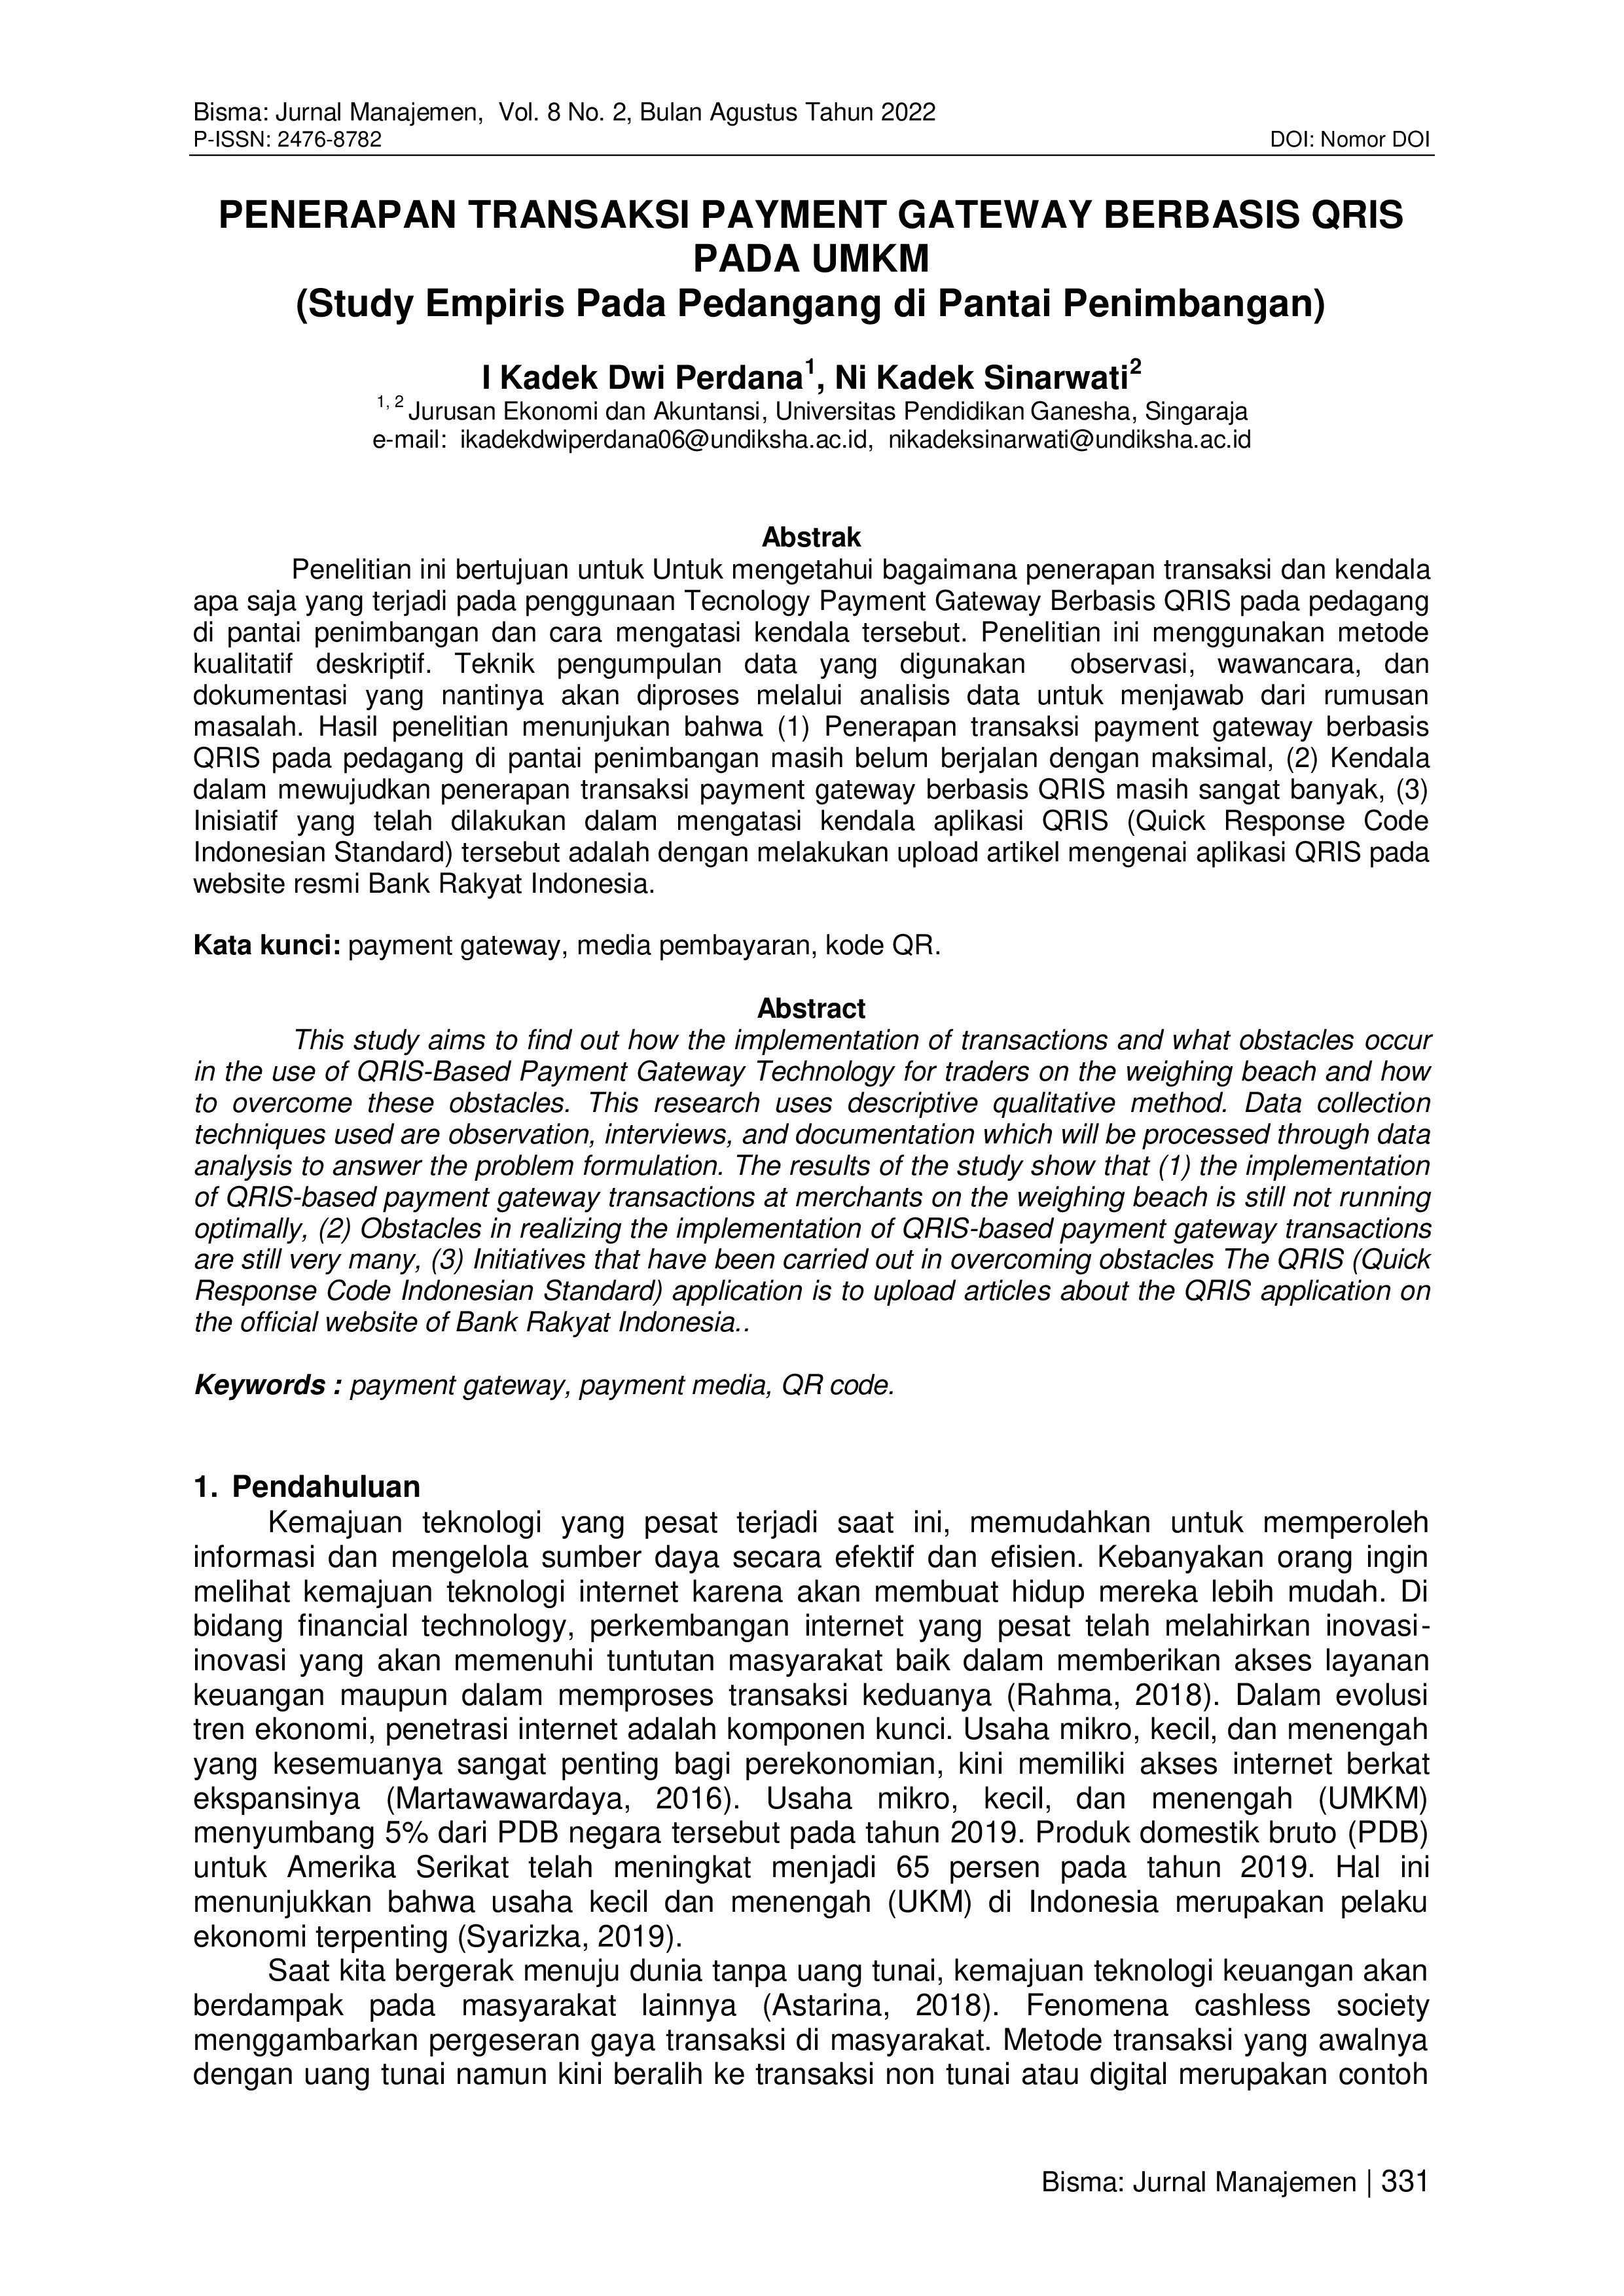 Bisma: Jurnal Manajemen, Vol. 8 No. 2, Bulan Agustus Tahun 2022
P-ISSN: 2476-8782 DOI: Nomor DOI
PENERAPAN TRANSAKSI PAYMENT GATEWAY BERBASIS QRIS
PADA UMKM
(Study Empiris Pada Pedangang di Pantai Penimbangan)
I Kadek Dwi Perdana1, Ni Kadek Sinarwati2
1, 2 Jurusan Ekonomi dan Akuntansi, Universitas Pendidikan Ganesha, Singaraja
e-mail: ikadekdwiperdana06@undiksha.ac.id, nikadeksinarwati@undiksha.ac.id
Abstrak
Penelitian ini bertujuan untuk Untuk mengetahui bagaimana penerapan transaksi dan kendala
apa saja yang terjadi pada penggunaan Tecnology Payment Gateway Berbasis QRIS pada pedagang
di pantai penimbangan dan cara mengatasi kendala tersebut. Penelitian ini menggunakan metode
kualitatif deskriptif. Teknik pengumpulan data yang digunakan observasi, wawancara, dan
dokumentasi yang nantinya akan diproses melalui analisis data untuk menjawab dari rumusan
masalah. Hasil penelitian menunjukan bahwa (1) Penerapan transaksi payment gateway berbasis
QRIS pada pedagang di pantai penimbangan masih belum berjalan dengan maksimal, (2) Kendala
dalam mewujudkan penerapan transaksi payment gateway berbasis QRIS masih sangat banyak, (3)
Inisiatif yang telah dilakukan dalam mengatasi kendala aplikasi QRIS (Quick Response Code
Indonesian Standard) tersebut adalah dengan melakukan upload artikel mengenai aplikasi QRIS pada
website resmi Bank Rakyat Indonesia.
Kata kunci: payment gateway, media pembayaran, kode QR.
Abstract
This study aims to find out how the implementation of transactions and what obstacles occur
in the use of QRIS-Based Payment Gateway Technology for traders on the weighing beach and how
to overcome these obstacles. This research uses descriptive qualitative method. Data collection
techniques used are observation, interviews, and documentation which will be processed through data
analysis to answer the problem formulation. The results of the study show that (1) the implementation
of QRIS-based payment gateway transactions at merchants on the weighing beach is still not running
optimally, (2) Obstacles in realizing the implementation of QRIS-based payment gateway transactions
are still very many, (3) Initiatives that have been carried out in overcoming obstacles The QRIS (Quick
Response Code Indonesian Standard) application is to upload articles about the QRIS application on
the official website of Bank Rakyat Indonesia..
Keywords : payment gateway, payment media, QR code.
1. Pendahuluan
Kemajuan teknologi yang pesat terjadi saat ini, memudahkan untuk memperoleh
informasi dan mengelola sumber daya secara efektif dan efisien. Kebanyakan orang ingin
melihat kemajuan teknologi internet karena akan membuat hidup mereka lebih mudah. Di
bidang financial technology, perkembangan internet yang pesat telah melahirkan inovasi-
inovasi yang akan memenuhi tuntutan masyarakat baik dalam memberikan akses layanan
keuangan maupun dalam memproses transaksi keduanya (Rahma, 2018). Dalam evolusi
tren ekonomi, penetrasi internet adalah komponen kunci. Usaha mikro, kecil, dan menengah
yang kesemuanya sangat penting bagi perekonomian, kini memiliki akses internet berkat
ekspansinya (Martawawardaya, 2016). Usaha mikro, kecil, dan menengah (UMKM)
menyumbang 5% dari PDB negara tersebut pada tahun 2019. Produk domestik bruto (PDB)
untuk Amerika Serikat telah meningkat menjadi 65 persen pada tahun 2019. Hal ini
menunjukkan bahwa usaha kecil dan menengah (UKM) di Indonesia merupakan pelaku
ekonomi terpenting (Syarizka, 2019).
Saat kita bergerak menuju dunia tanpa uang tunai, kemajuan teknologi keuangan akan
berdampak pada masyarakat lainnya (Astarina, 2018). Fenomena cashless society
menggambarkan pergeseran gaya transaksi di masyarakat. Metode transaksi yang awalnya
dengan uang tunai namun kini beralih ke transaksi non tunai atau digital merupakan contoh
Bisma: Jurnal Manajemen | 331